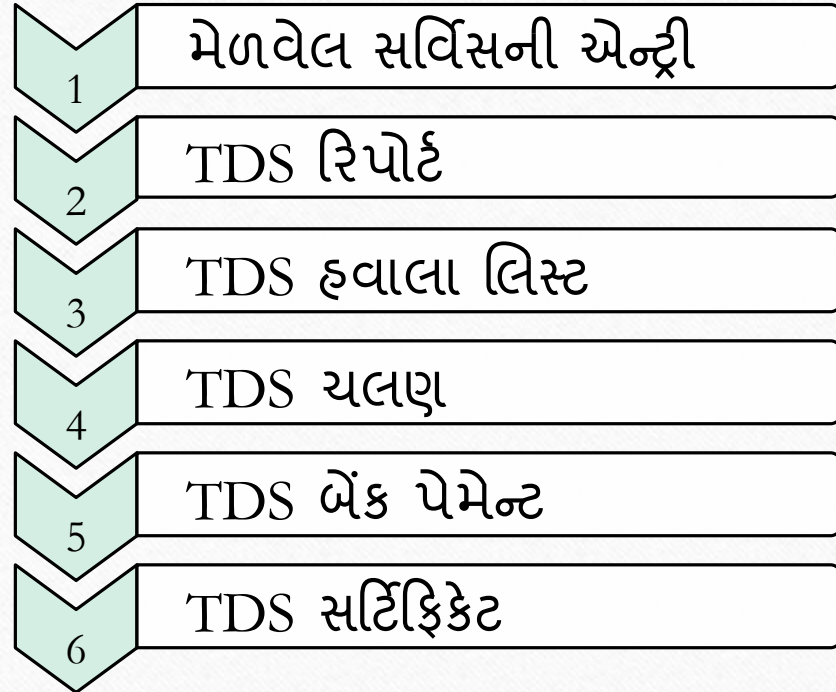 1 મેળવેલ સર્વિસની એન્ટ્રી
2 TDS રિપોર્ટ
3 TDS હવાલા લિસ્ટ
4 TDS ચલણ
5 TDS બેંક પેમેન્ટ
6 TDS સર્ટિફિકેટ